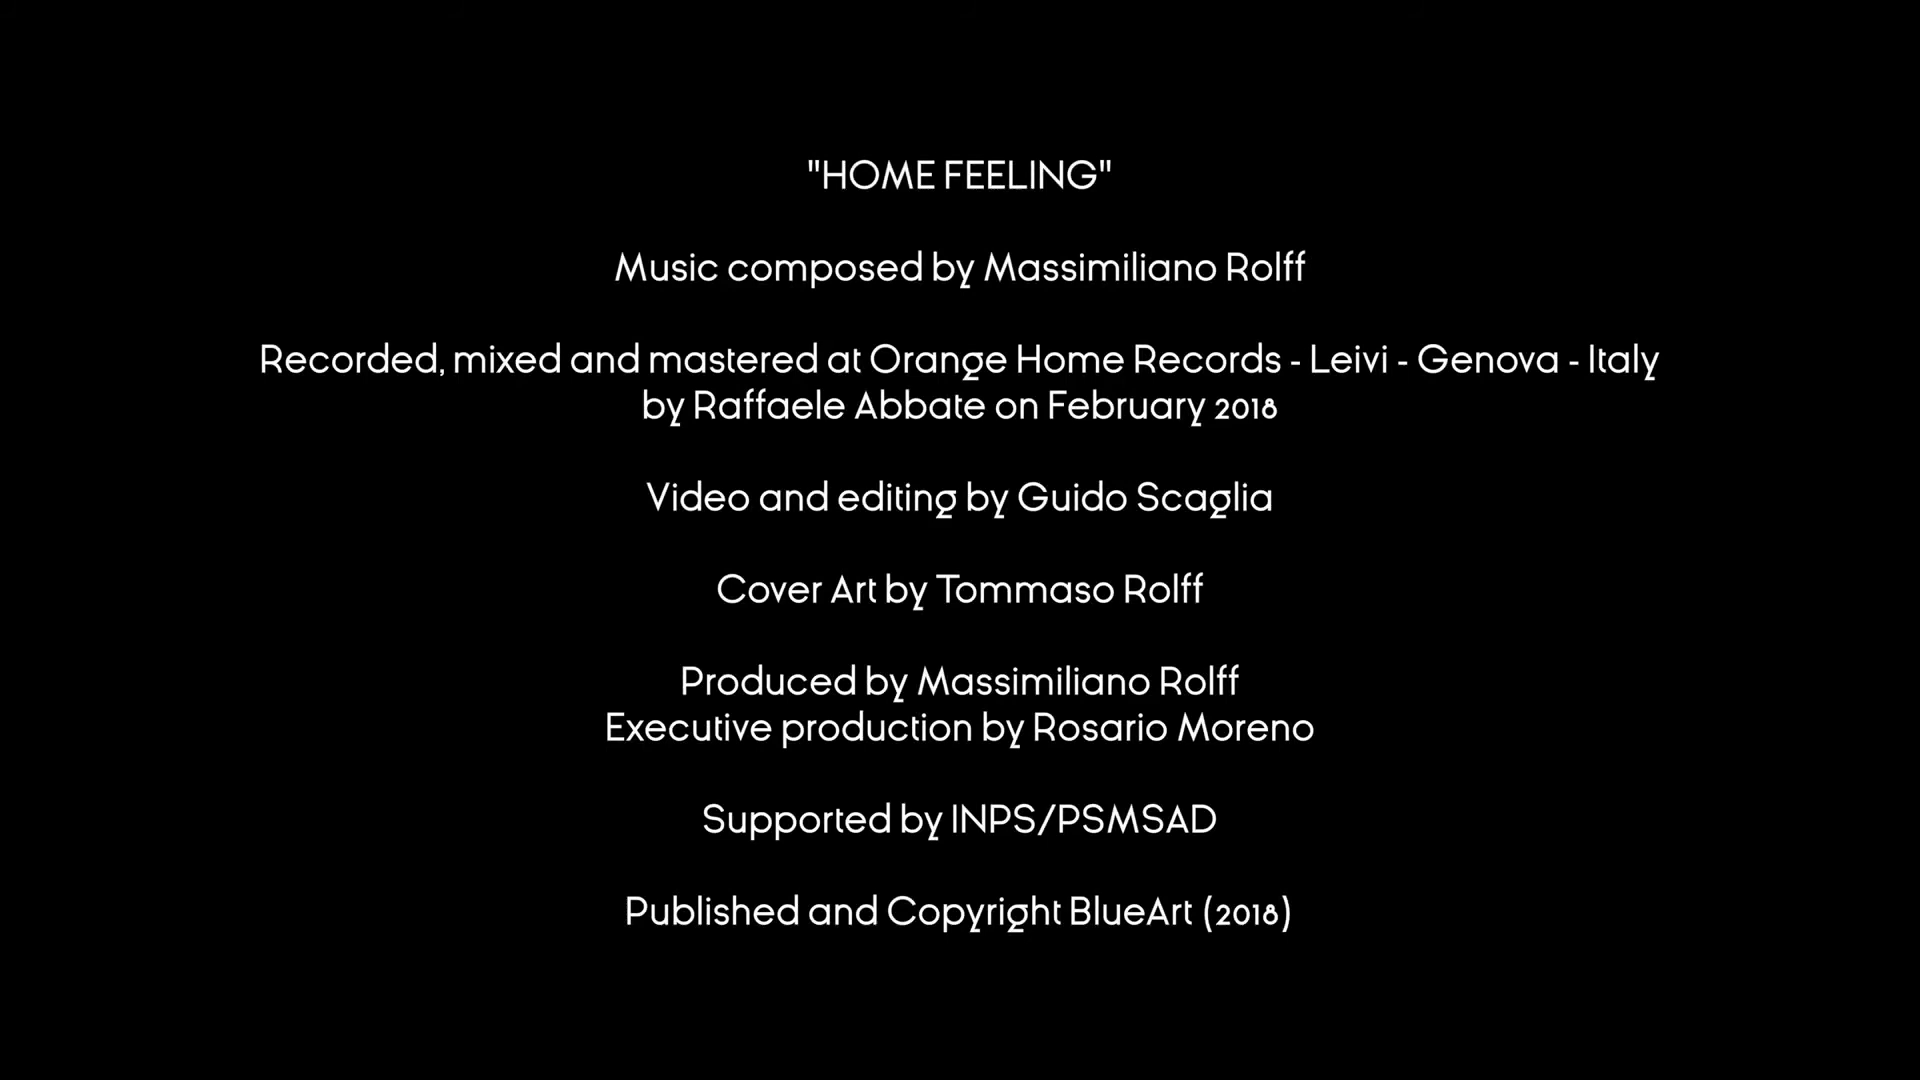 "HOME FEELING"
Music composed by Massimiliano Rolff
Recorded, mixed and mastered at Orange Home Records - Leivi - Genova - Italy
by Raffaele Abbate on February 2018
Video and editing by Guido Scaglia
Cover Art by Tommaso Rolff
Produced by Massimiliano Rolff
Executive production by Rosario Moreno
Supported by INPS/PSMSAD
Published and Copyright BlueArt (2018)